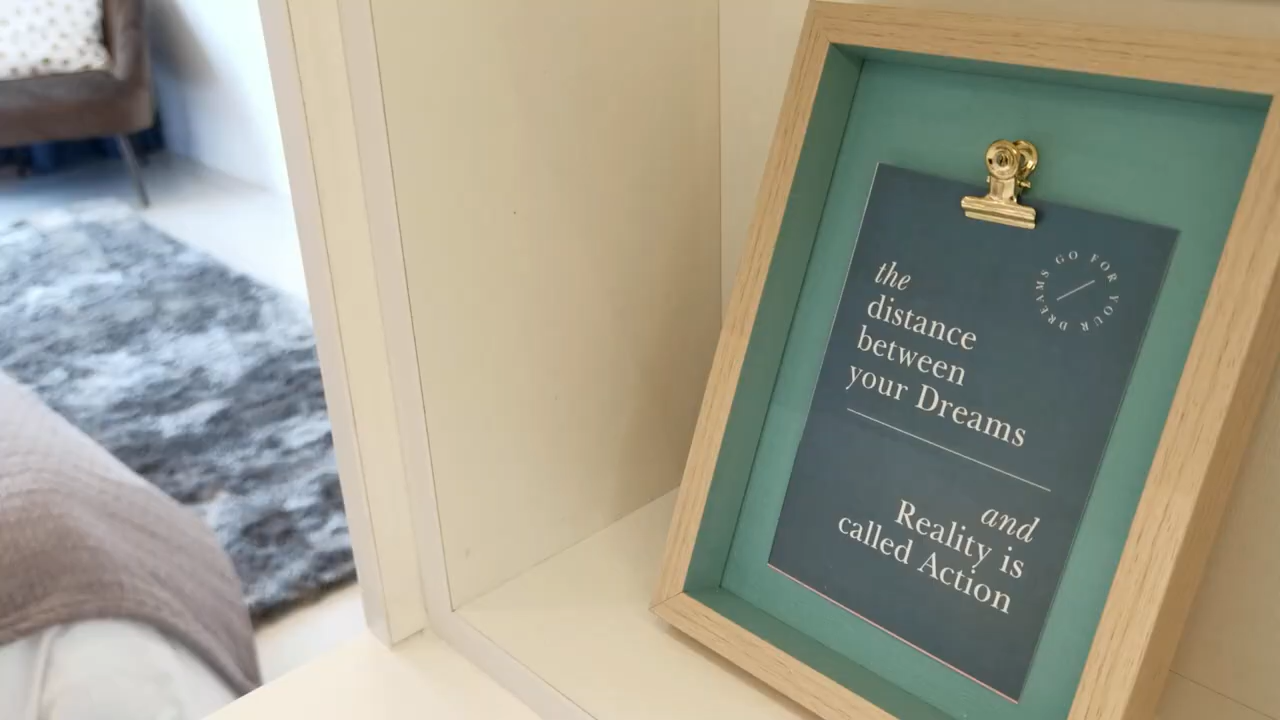 GO FOR YOUR DREAMS
the
distance
between
your Dreams
and
Reality is
called Action